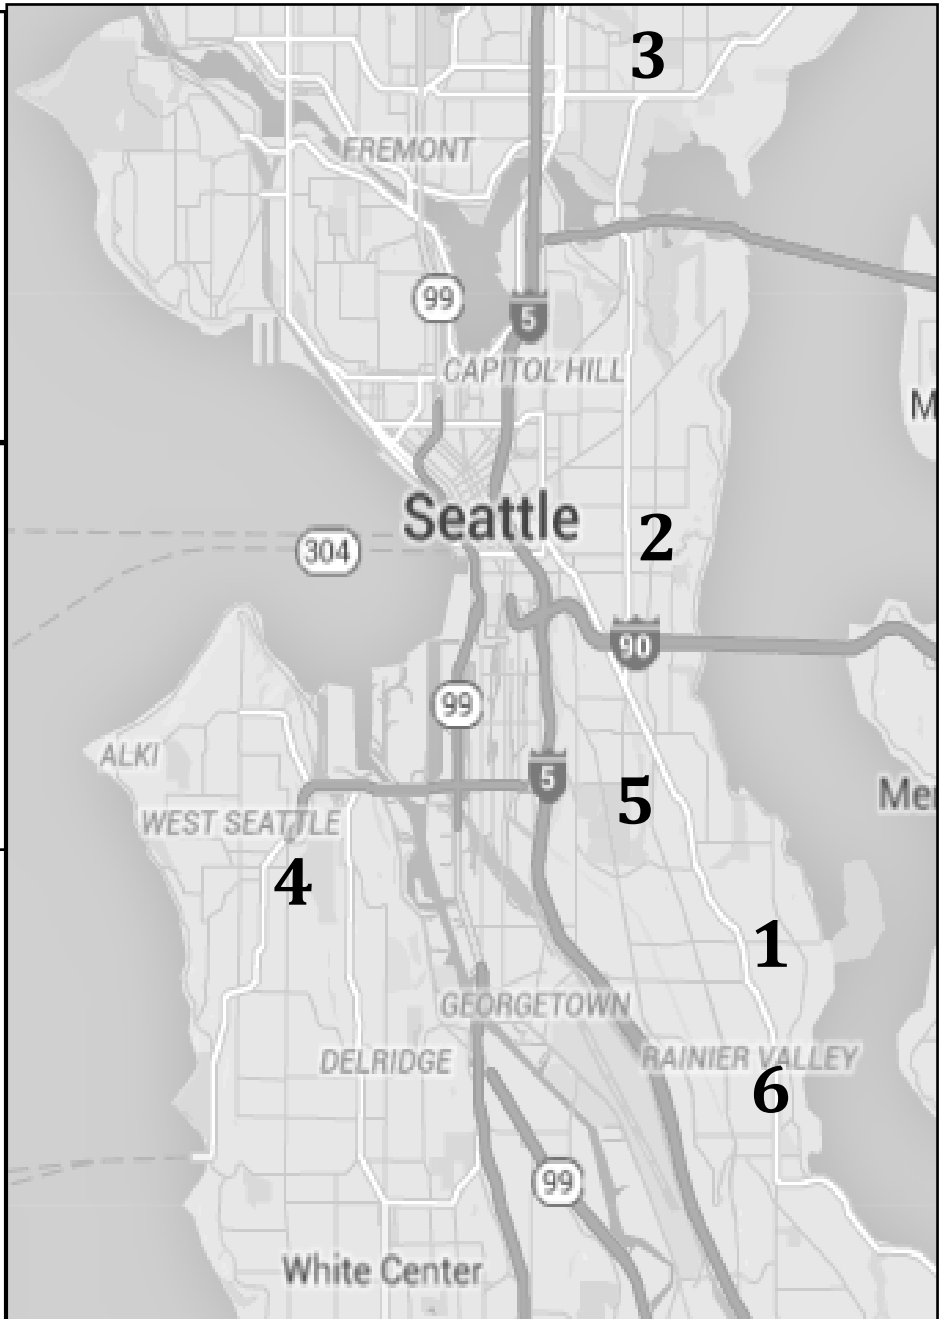 3
FREMONT
99
5
CAPITOL HILL
M
Seattle
2
304
90
99
ALKI
5
5
Mer
WEST SEATTLE
4
1
GEORGETOWN
DELRIDGE
RAINIER VALLEY
6
99
White Center